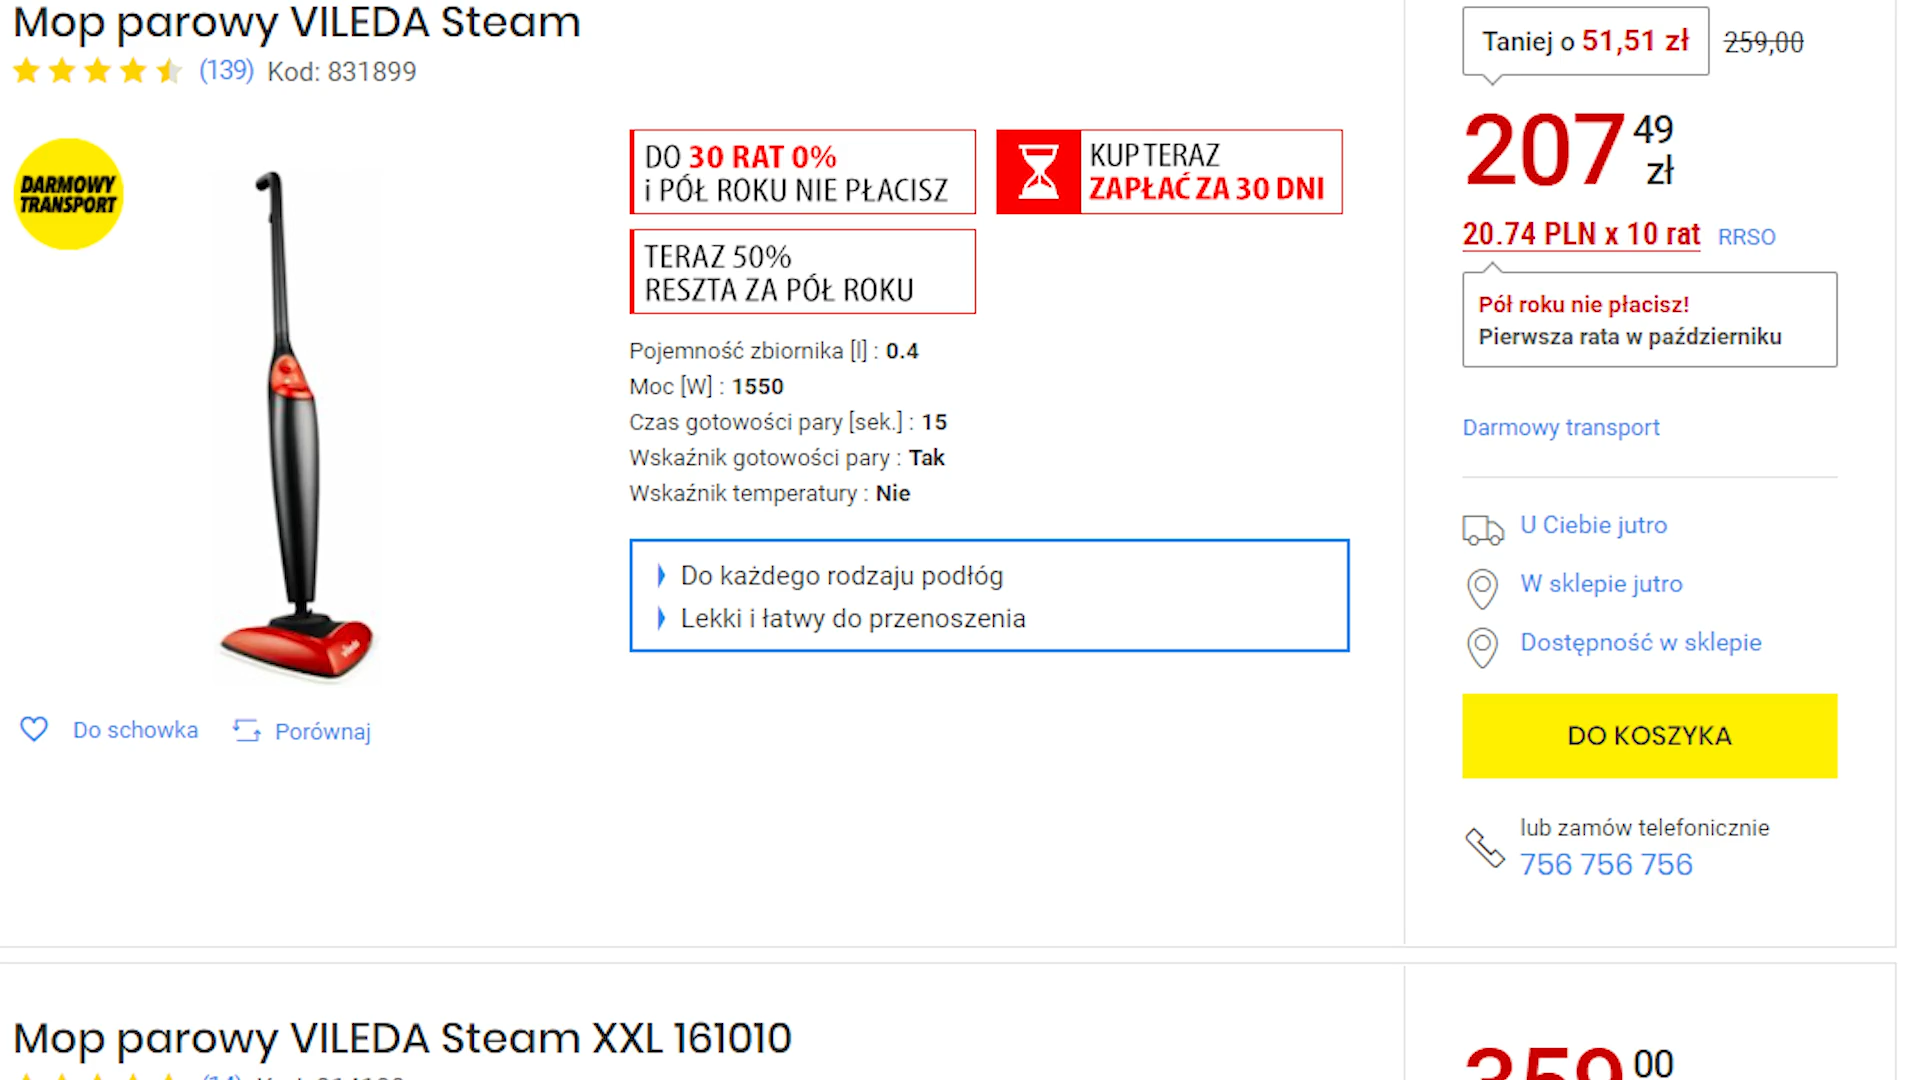 Mop parowy VILEDA Steam
(139) Kod: 831899
DARMOWY
TRANSPORT
DO 30 RAT 0%
i PÓŁ ROKU NIE PŁACISZ
KUP TERAZ
ZAPŁAĆ ZA 30 DNI
TERAZ 50%
RESZTA ZA PÓŁ ROKU
Pojemność zbiornika [l] : 0.4
Moc [W] : 1550
Czas gotowości pary [sek.] : 15
Wskaźnik gotowości pary : Tak
Wskaźnik temperatury : Nie
Do każdego rodzaju podłóg
Lekki i łatwy do przenoszenia
Do schowka
Porównaj
Taniej o 51,51 zł 259,00
207 49 zł
20.74 PLN x 10 rat RRSO
Pół roku nie płacisz!
Pierwsza rata w październiku
Darmowy transport
U Ciebie jutro
W sklepie jutro
Dostępność w sklepie
DO KOSZYKA
lub zamów telefonicznie
756 756 756
Mop parowy VILEDA Steam XXL 161010
359 00